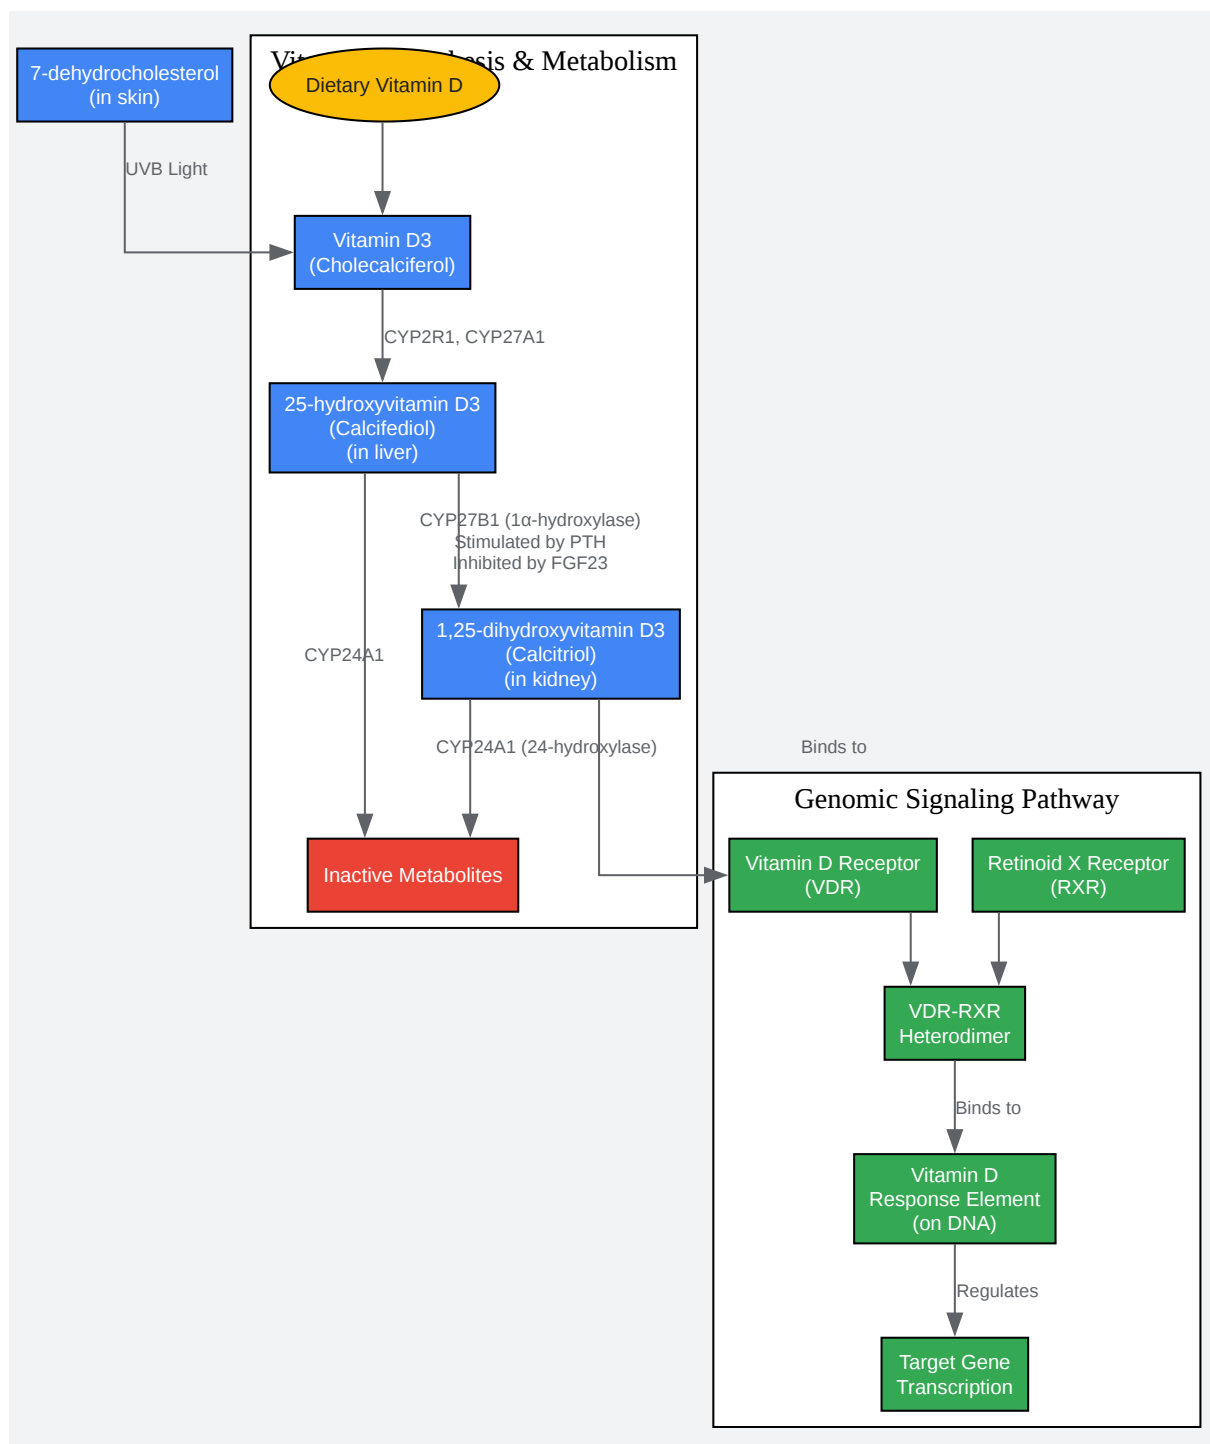 7-dehydrocholesterol
(in skin)
& Metabolism
Dietary Vitamin D
UVB Light
Vitamin D3
(Cholecalciferol)
CYP2R1, CYP27A1
25-hydroxyvitamin D3
(Calcifediol)
(in liver)
CYP27B1 (1α-hydroxylase)
Stimulated by PTH
Inhibited by FGF23
1,25-dihydroxyvitamin D3
(Calcitriol)
(in kidney)
CYP24A1
CYP24A1 (24-hydroxylase)
Binds to
Inactive Metabolites
Genomic Signaling Pathway
Vitamin D Receptor
(VDR)
Retinoid X Receptor
(RXR)
VDR-RXR
Heterodimer
Binds to
Vitamin D
Response Element
(on DNA)
Regulates
Target Gene
Transcription